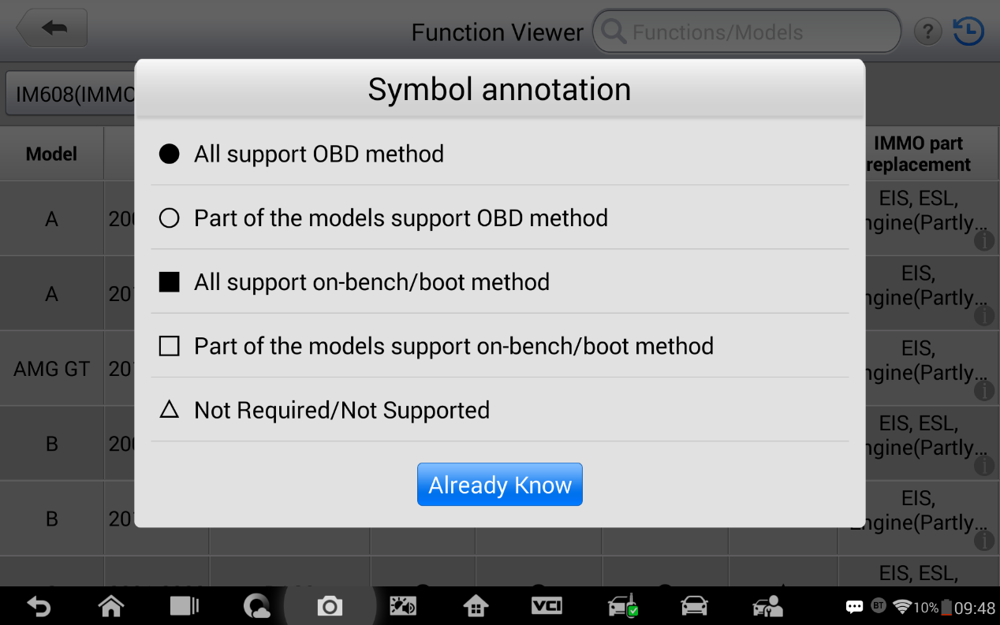 Function Viewer
Functions/Models
?
IM608(IMMO
Symbol annotation
● All support OBD method
○ Part of the models support OBD method
■ All support on-bench/boot method
□ Part of the models support on-bench/boot method
△ Not Required/Not Supported
Already Know
Model
IMMO part
replacement
A
200
EIS, ESL,
ngine(Partly...
i
A
201
EIS,
ngine(Partly...
i
AMG GT
201
EIS,
ngine(Partly...
i
B
200
EIS, ESL,
ngine(Partly...
i
B
201
EIS,
Engine(Partly...
i
EIS, ESL,
VCI
BT
10%
09:48